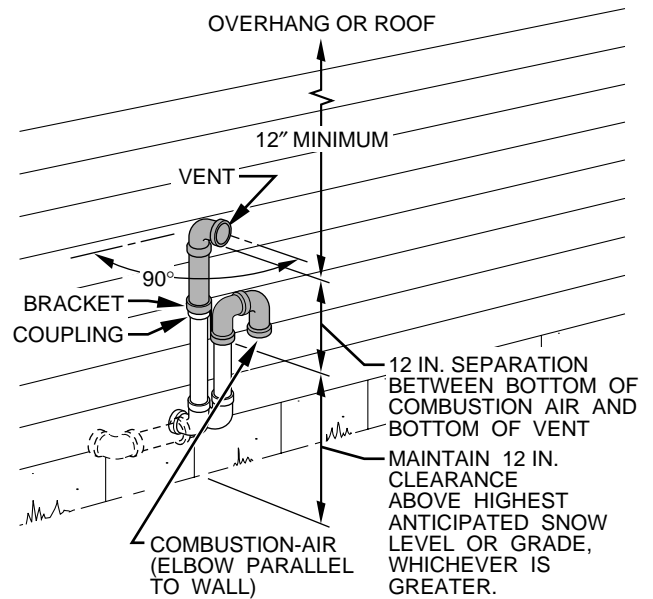 OVERHANG OR ROOF
12″ MINIMUM
VENT
90°
BRACKET
COUPLING
12 IN. SEPARATION
BETWEEN BOTTOM OF
COMBUSTION AIR AND
BOTTOM OF VENT
MAINTAIN 12 IN.
CLEARANCE
ABOVE HIGHEST
ANTICIPATED SNOW
LEVEL OR GRADE,
WHICHEVER IS
GREATER.
COMBUSTION-AIR
(ELBOW PARALLEL
TO WALL)